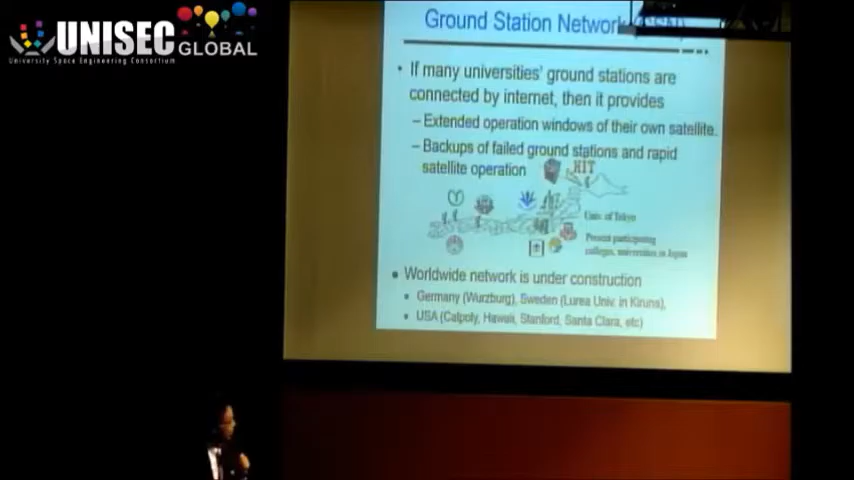 UNISEC GLOBAL
University Space Engineering Consortium
Ground Station Network (GSN)
• If many universities' ground stations are
connected by internet, then it provides
–Extended operation windows of their own satellite.
–Backups of failed ground stations and rapid
satellite operation
HIT
Univ. of Tokyo
Present participating
colleges, universities in Japan
• Worldwide network is under construction
• Germany (Wurzburg), Sweden (Lurea Univ. in Kiruna),
• USA (Calpoly, Hawaii, Stanford, Santa Clara, etc)